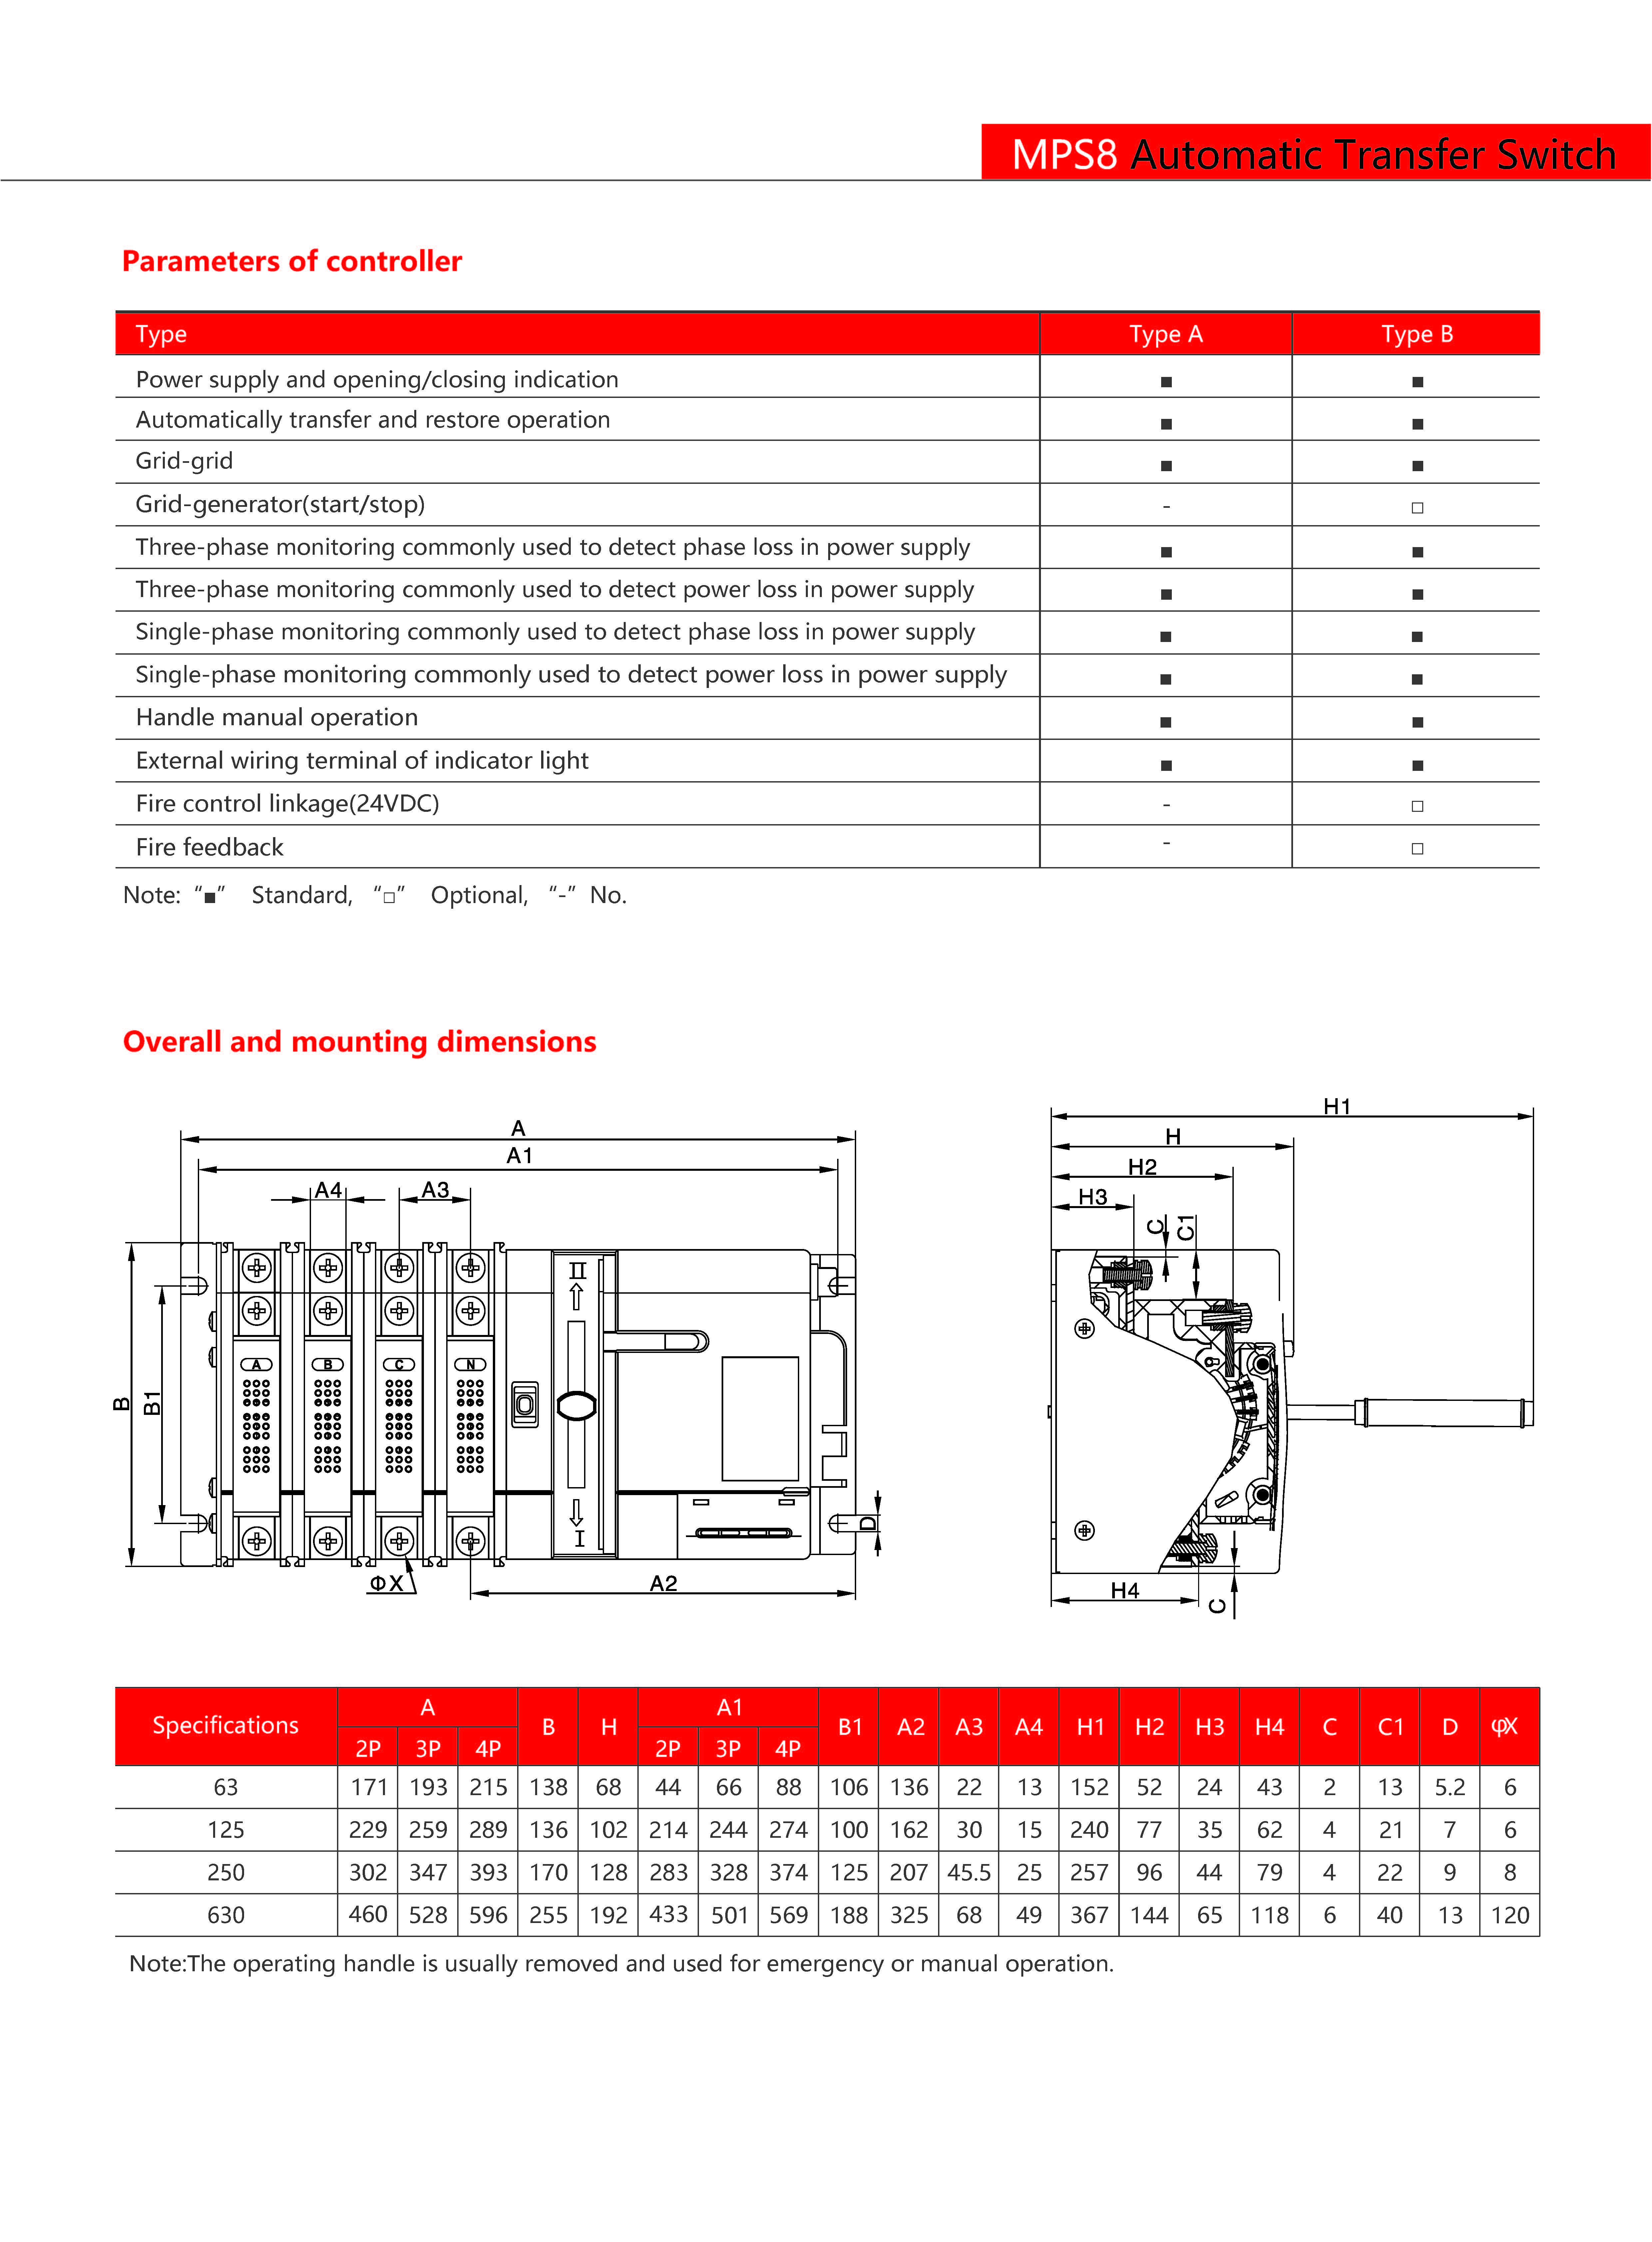 MPS8 Automatic Transfer Switch
Parameters of controller
Type Type A Type B
Power supply and opening/closing indication ■ ■
Automatically transfer and restore operation ■ ■
Grid-grid ■ ■
Grid-generator(start/stop) - □
Three-phase monitoring commonly used to detect phase loss in power supply ■ ■
Three-phase monitoring commonly used to detect power loss in power supply ■ ■
Single-phase monitoring commonly used to detect phase loss in power supply ■ ■
Single-phase monitoring commonly used to detect power loss in power supply ■ ■
Handle manual operation ■ ■
External wiring terminal of indicator light ■ ■
Fire control linkage(24VDC) - □
Fire feedback - □
Note: “■” Standard, “□” Optional, “-” No.
Overall and mounting dimensions
A
A1
A4 A3
B
B1
II
A B C N
I
D
ΦX
A2
H1
H
H2
H3
C C1
H4
C
Specifications A B H A1 B1 A2 A3 A4 H1 H2 H3 H4 C C1 D φX
2P 3P 4P 2P 3P 4P
63 171 193 215 138 68 44 66 88 106 136 22 13 152 52 24 43 2 13 5.2 6
125 229 259 289 136 102 214 244 274 100 162 30 15 240 77 35 62 4 21 7 6
250 302 347 393 170 128 283 328 374 125 207 45.5 25 257 96 44 79 4 22 9 8
630 460 528 596 255 192 433 501 569 188 325 68 49 367 144 65 118 6 40 13 120
Note:The operating handle is usually removed and used for emergency or manual operation.